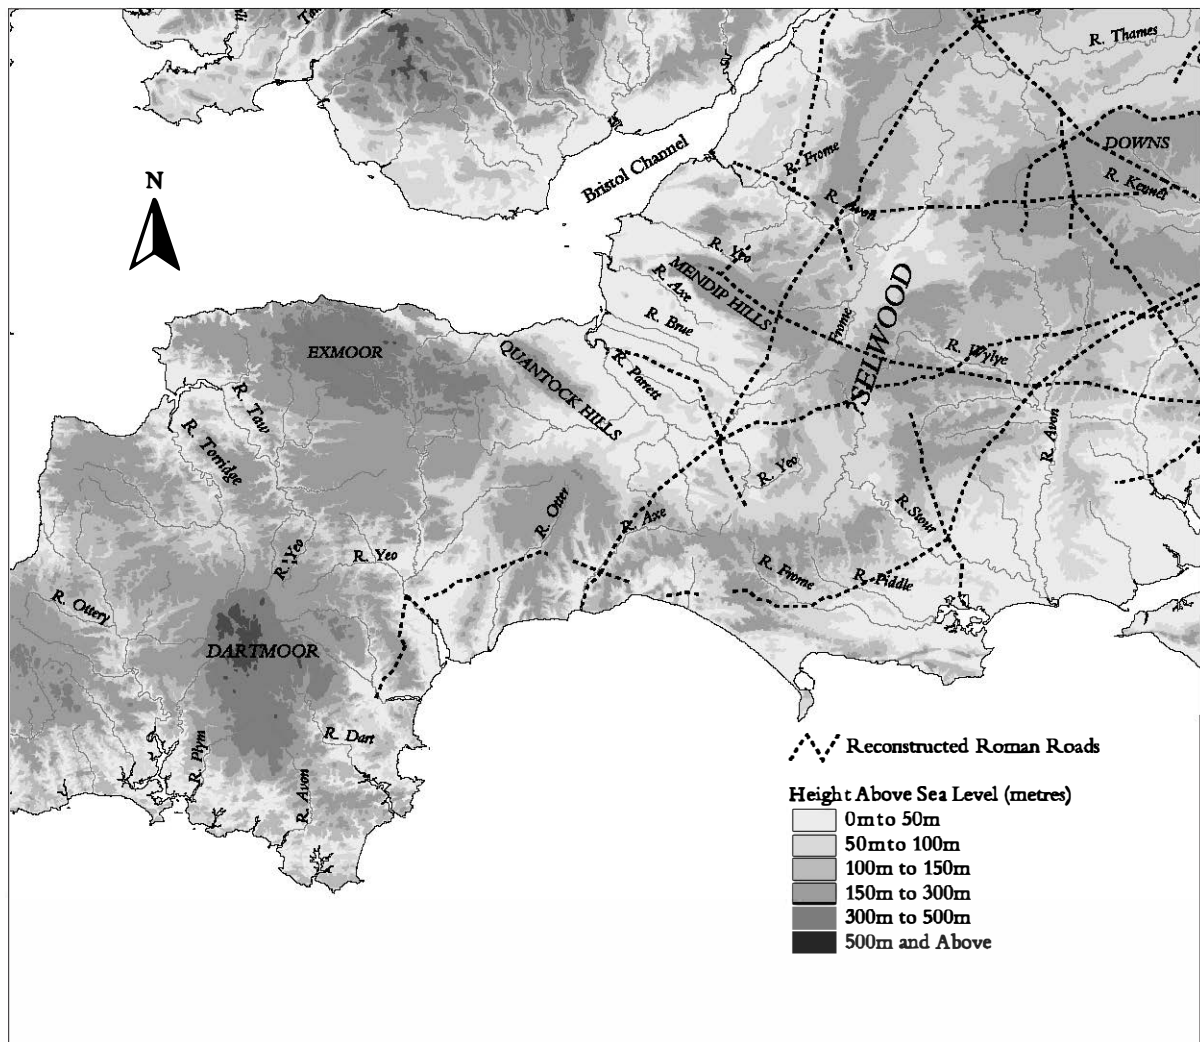 R. Thames
DOWNS
R. Kennet
R. Frome
Bristol Channel
N
R. Avon
R. Yeo
MENDIP HILLS
R. Axe
R. Brue
Frome
?SELWOOD
R. Wylye
EXMOOR
QUANTOCK HILLS
R. Parrett
R. Taw
R. Torridge
R. Avon
R. Yeo
R. Stour
R. Otter
R. Axe
R. Yeo
R. Yeo
R. Frome
R. Piddle
R. Ottery
DARTMOOR
R. Dart
R. Plym
R. Avon
Reconstructed Roman Roads
Height Above Sea Level (metres)
0m to 50m
50m to 100m
100m to 150m
150m to 300m
300m to 500m
500m and Above